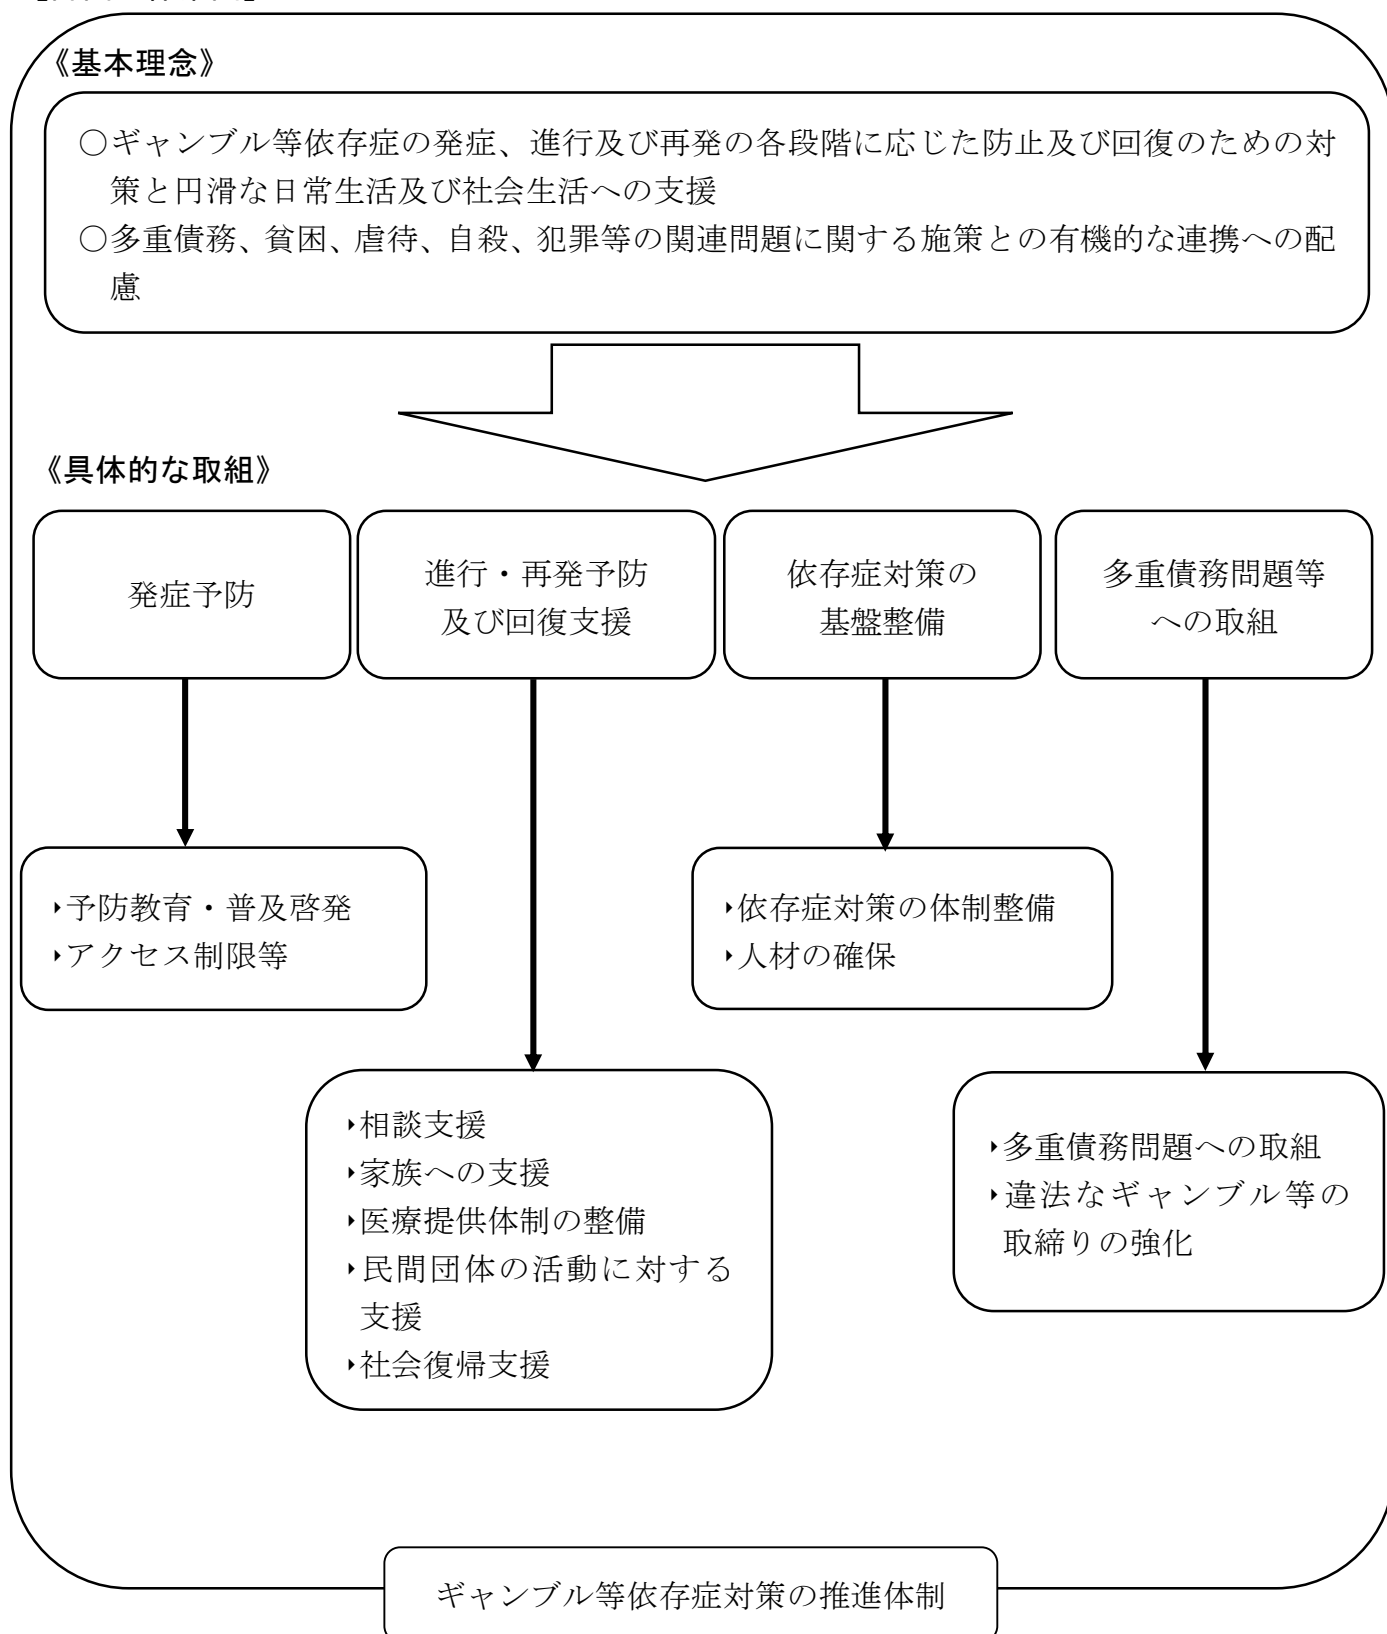 《基本理念》
○ギャンブル等依存症の発症、進行及び再発の各段階に応じた防止及び回復のための対
策と円滑な日常生活及び社会生活への支援
○多重債務、貧困、虐待、自殺、犯罪等の関連問題に関する施策との有機的な連携への配
慮
《具体的な取組》
発症予防
進行・再発予防
及び回復支援
依存症対策の
基盤整備
多重債務問題等
への取組
‣予防教育・普及啓発
‣アクセス制限等
‣依存症対策の体制整備
‣人材の確保
‣相談支援
‣家族への支援
‣医療提供体制の整備
‣民間団体の活動に対する
支援
‣社会復帰支援
‣多重債務問題への取組
‣違法なギャンブル等の
取締りの強化
ギャンブル等依存症対策の推進体制